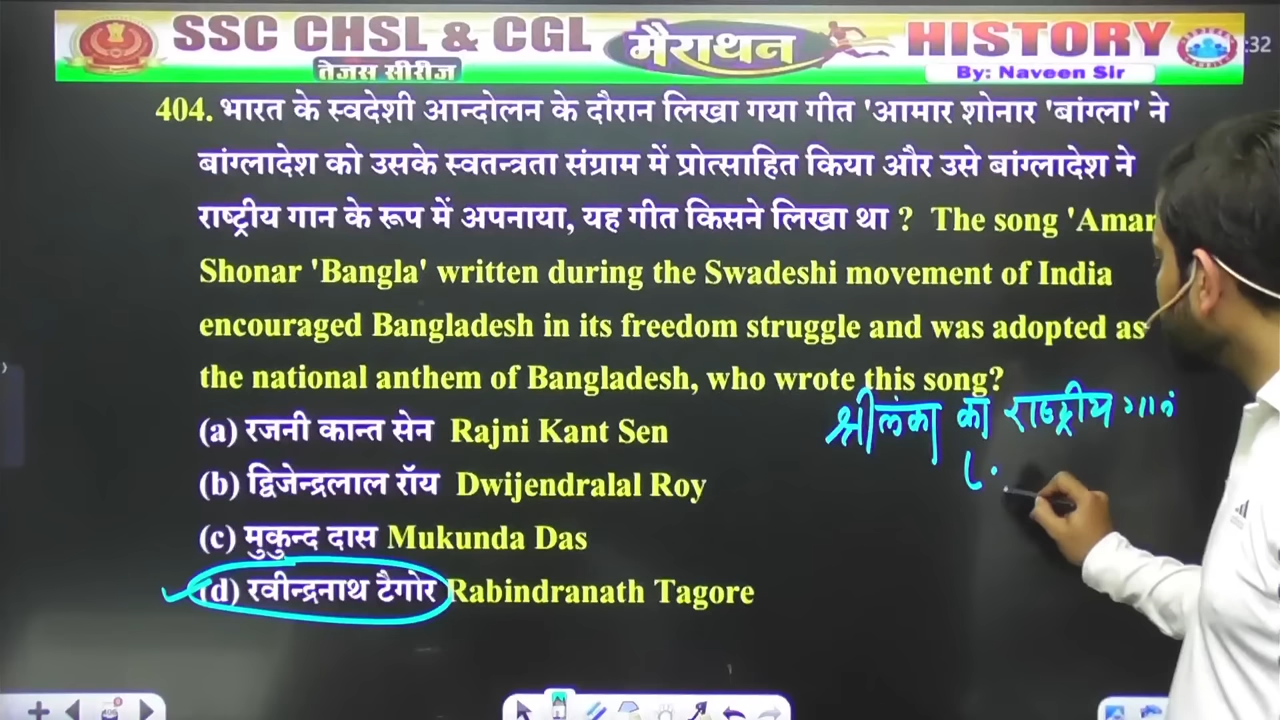 SSC CHSL & CGL मैराथन HISTORY :32
तेजस सीरीज By: Naveen Sir
404. भारत के स्वदेशी आन्दोलन के दौरान लिखा गया गीत 'आमार शोनार 'बांग्ला' ने
बांग्लादेश को उसके स्वतन्त्रता संग्राम में प्रोत्साहित किया और उसे बांग्लादेश ने
राष्ट्रीय गान के रूप में अपनाया, यह गीत किसने लिखा था ? The song 'Amar
Shonar 'Bangla' written during the Swadeshi movement of India
encouraged Bangladesh in its freedom struggle and was adopted as
the national anthem of Bangladesh, who wrote this song?
श्रीलंका का राष्ट्रीय गान
(a) रजनी कान्त सेन Rajni Kant Sen
(b) द्विजेन्द्रलाल रॉय Dwijendralal Roy
(c) मुकुन्द दास Mukunda Das
(d) रवीन्द्रनाथ टैगोर Rabindranath Tagore